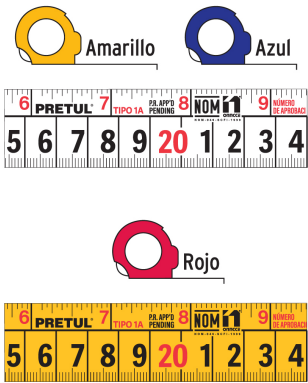 Amarillo
Azul
6 PRETUL 7 TIPO 1A P.R. APP'D PENDING 8 NOM 9 NÚMERO DE APROBACI
5 6 7 8 9 20 1 2 3 4
Rojo
6 PRETUL 7 TIPO 1A P.R. APP'D PENDING 8 NOM 9 NÚMERO DE APROBACI
5 6 7 8 9 20 1 2 3 4